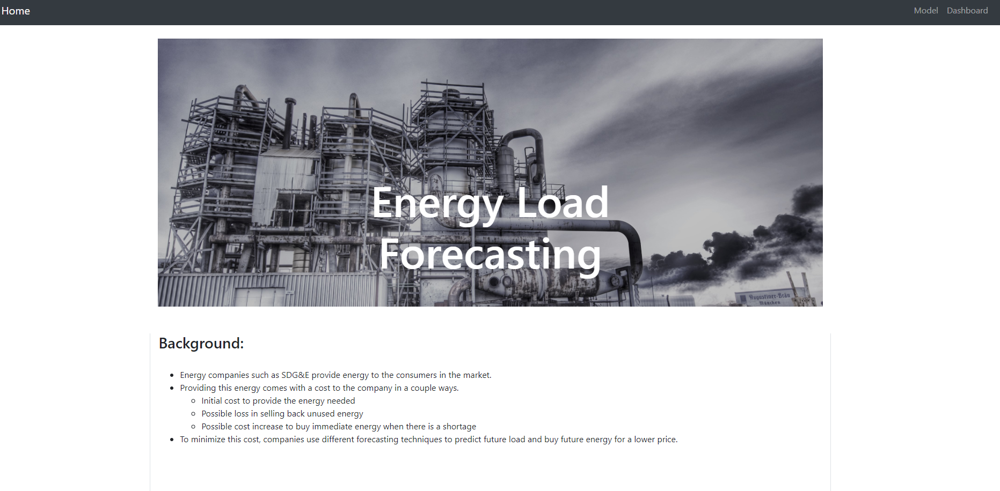 Home
Model Dashboard
Energy Load
Forecasting
Augustiner-Bräu
München
Background:
Energy companies such as SDG&E provide energy to the consumers in the market.
Providing this energy comes with a cost to the company in a couple ways.
Initial cost to provide the energy needed
Possible loss in selling back unused energy
Possible cost increase to buy immediate energy when there is a shortage
To minimize this cost, companies use different forecasting techniques to predict future load and buy future energy for a lower price.